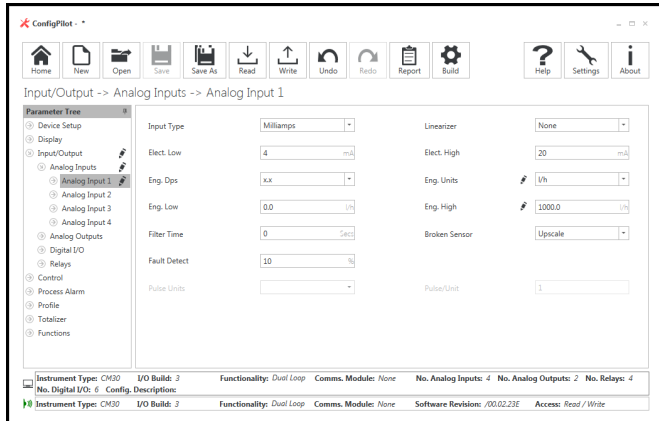 ConfigPilot - *
Home New Open Save Save As Read Write Undo Redo Report Build Help Settings About
Input/Output -> Analog Inputs -> Analog Input 1
Parameter Tree
Device Setup
Display
Input/Output
Analog Inputs
Analog Input 1
Analog Input 2
Analog Input 3
Analog Input 4
Analog Outputs
Digital I/O
Relays
Control
Process Alarm
Profile
Totalizer
Functions
Input Type Milliamps Linearizer None
Elect. Low 4 mA Elect. High 20 mA
Eng. Dps x.x Eng. Units l/h
Eng. Low 0.0 l/h Eng. High 1000.0 l/h
Filter Time 0 Secs Broken Sensor Upscale
Fault Detect 10 %
Pulse Units Pulse/Unit 1
Instrument Type: CM30 I/O Build: 3 Functionality: Dual Loop Comms. Module: None No. Analog Inputs: 4 No. Analog Outputs: 2 No. Relays: 4
No. Digital I/O: 6 Config. Description:
Instrument Type: CM30 I/O Build: 3 Functionality: Dual Loop Comms. Module: None Software Revision: /00.02.23E Access: Read / Write